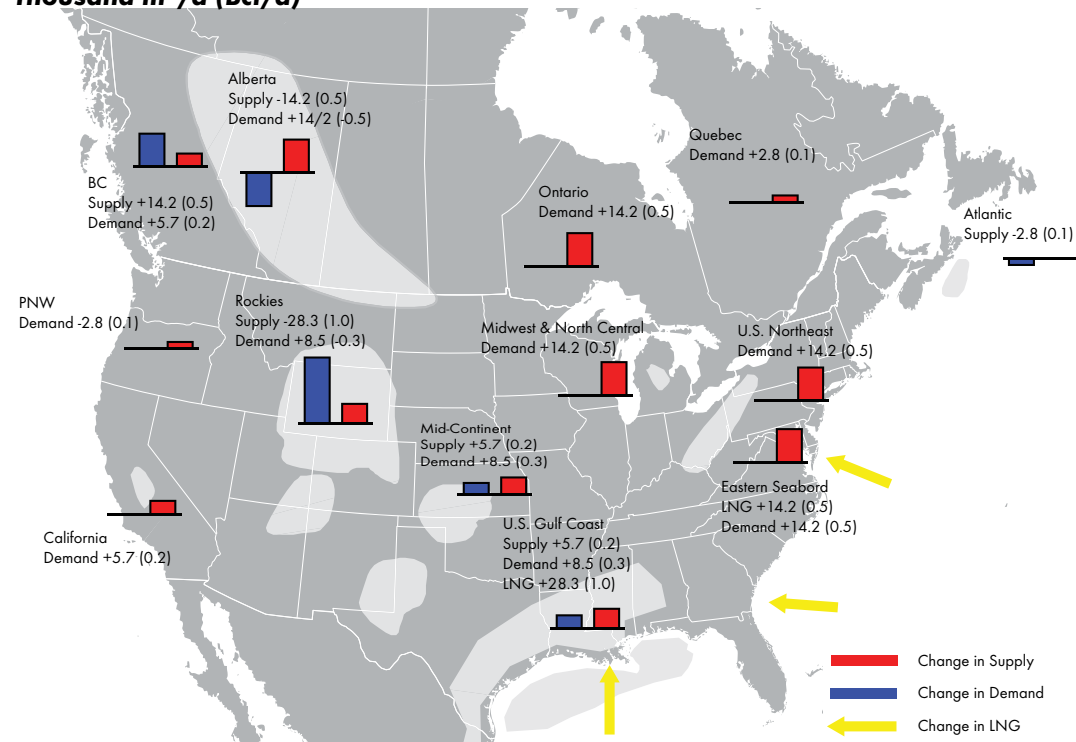 Thousand m³/d (Bcf/d)
Alberta
Supply -14.2 (0.5)
Demand +14/2 (-0.5)
Quebec
Demand +2.8 (0.1)
BC
Supply +14.2 (0.5)
Demand +5.7 (0.2)
Ontario
Demand +14.2 (0.5)
Atlantic
Supply -2.8 (0.1)
PNW
Demand -2.8 (0.1)
Rockies
Supply -28.3 (1.0)
Demand +8.5 (-0.3)
Midwest & North Central
Demand +14.2 (0.5)
U.S. Northeast
Demand +14.2 (0.5)
Mid-Continent
Supply +5.7 (0.2)
Demand +8.5 (0.3)
Eastern Seabord
LNG +14.2 (0.5)
Demand +14.2 (0.5)
U.S. Gulf Coast
Supply +5.7 (0.2)
Demand +8.5 (0.3)
LNG +28.3 (1.0)
California
Demand +5.7 (0.2)
Change in Supply
Change in Demand
Change in LNG